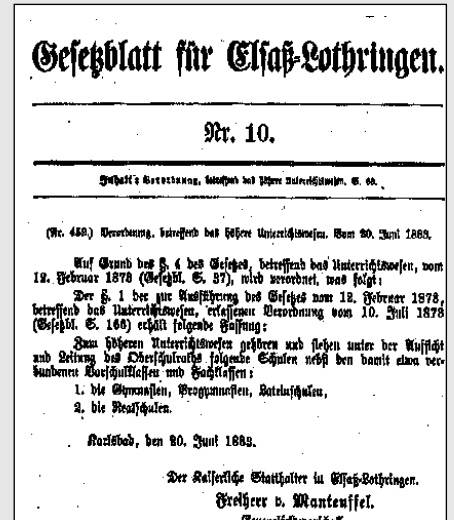 Gesetzblatt für Elsaß-Lothringen.
Nr. 10.
Inhalt: Verordnung, betreffend das höhere Unterrichtswesen. S. 69.
(Nr. 458.) Verordnung, betreffend das höhere Unterrichtswesen. Vom 20. Juni 1883.
Auf Grund des §. 4 des Gesetzes, betreffend das Unterrichtswesen, vom
12. Februar 1873 (Gesetzbl. S. 37), wird verordnet, was folgt:
Der §. 1 der zur Ausführung des Gesetzes vom 12. Februar 1873,
betreffend das Unterrichtswesen, erlassenen Verordnung vom 10. Juli 1873
(Gesetzbl. S. 166) erhält folgende Fassung:
Zum höheren Unterrichtswesen gehören und stehen unter der Aufsicht
und Leitung des Oberschulraths folgende Schulen nebst den damit etwa ver-
bundenen Vorschulklassen und Fachklassen:
1. die Gymnasien, Progymnasien, Lateinschulen,
2. die Realschulen.
Karlsbad, den 20. Juni 1883.
Der Kaiserliche Statthalter in Elsaß-Lothringen.
Freiherr v. Manteuffel.